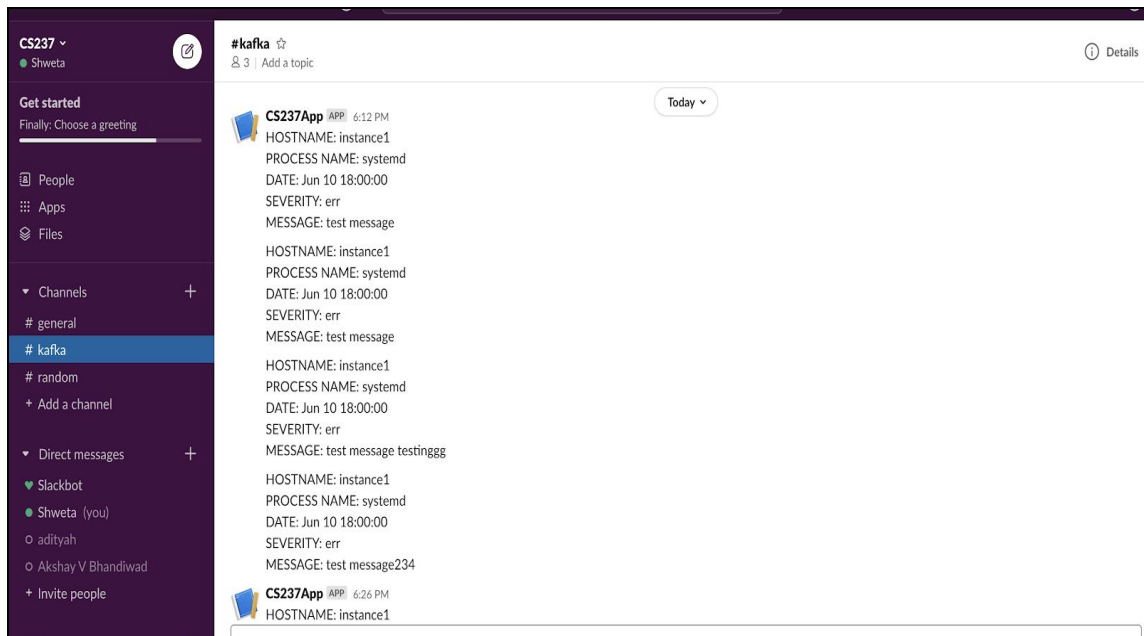 CS237
Shweta
Get started
Finally: Choose a greeting
People
Apps
Files
Channels
# general
# kafka
# random
+ Add a channel
Direct messages
Slackbot
Shweta (you)
adityah
Akshay V Bhandiwad
+ Invite people
#kafka
3 | Add a topic
Details
Today
CS237App APP 6:12 PM
HOSTNAME: instance1
PROCESS NAME: systemd
DATE: Jun 10 18:00:00
SEVERITY: err
MESSAGE: test message
HOSTNAME: instance1
PROCESS NAME: systemd
DATE: Jun 10 18:00:00
SEVERITY: err
MESSAGE: test message
HOSTNAME: instance1
PROCESS NAME: systemd
DATE: Jun 10 18:00:00
SEVERITY: err
MESSAGE: test message testinggg
HOSTNAME: instance1
PROCESS NAME: systemd
DATE: Jun 10 18:00:00
SEVERITY: err
MESSAGE: test message234
CS237App APP 6:26 PM
HOSTNAME: instance1